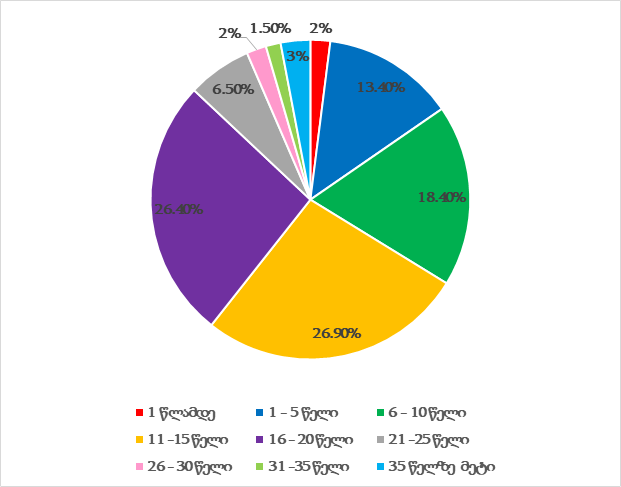 2% 1.50% 2%
3%
13.40%
6.50%
18.40%
26.40%
26.90%
1 წლამდე 1 – 5 წელი 6 – 10 წელი
11 –15 წელი 16 – 20 წელი 21 –25 წელი
26 – 30 წელი 31 –35 წელი 35 წელზე მეტი